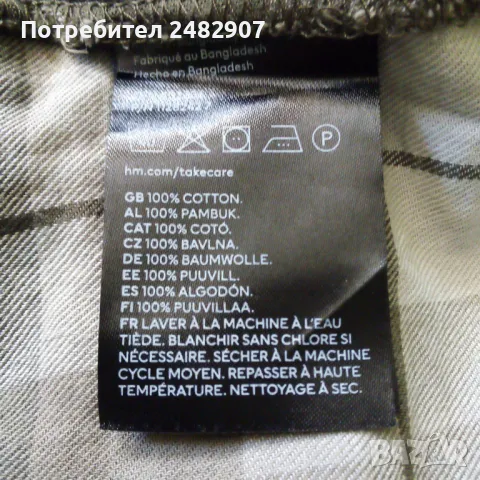 Потребител 2482907
Fabriqué au Bangladesh
Hecho en Bangladesh
P
hm.com/takecare
GB 100% COTTON.
AL 100% PAMBUK.
CAT 100% COTÓ.
CZ 100% BAVLNA.
DE 100% BAUMWOLLE.
EE 100% PUUVILL.
ES 100% ALGODÓN.
FI 100% PUUVILLAA.
FR LAVER À LA MACHINE À L'EAU
TIÈDE. BLANCHIR SANS CHLORE SI
NÉCESSAIRE. SÉCHER À LA MACHINE
CYCLE MOYEN. REPASSER À HAUTE
TEMPÉRATURE. NETTOYAGE À SEC.
BAZAR